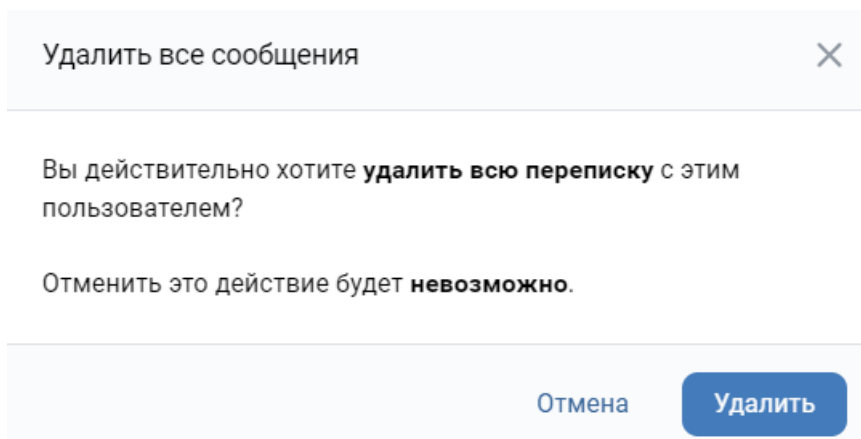 Удалить все сообщения
Вы действительно хотите удалить всю переписку с этим
пользователем?
Отменить это действие будет невозможно.
Отмена
Удалить